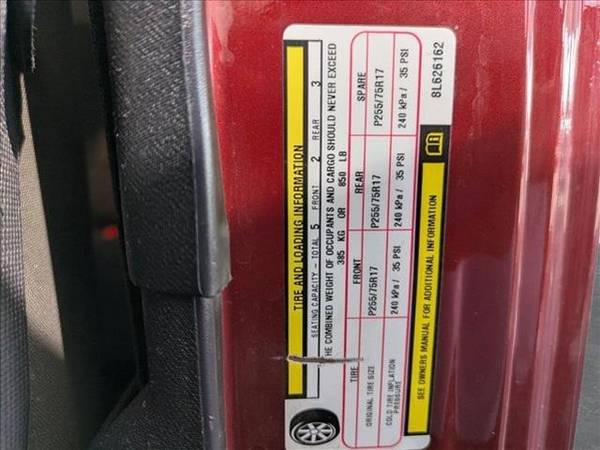 TIRE AND LOADING INFORMATION
SEATING CAPACITY - TOTAL 5 FRONT 2 REAR 3
HE COMBINED WEIGHT OF OCCUPANTS AND CARGO SHOULD NEVER EXCEED
385 KG OR 850 LB
TIRE FRONT REAR SPARE
ORIGINAL TIRE SIZE P255/75R17 P255/75R17 P255/75R17
COLD TIRE INFLATION
PRESSURE 240 kPa / 35 PSI 240 kPa / 35 PSI 240 kPa / 35 PSI
SEE OWNERS MANUAL FOR ADDITIONAL INFORMATION
8L626162